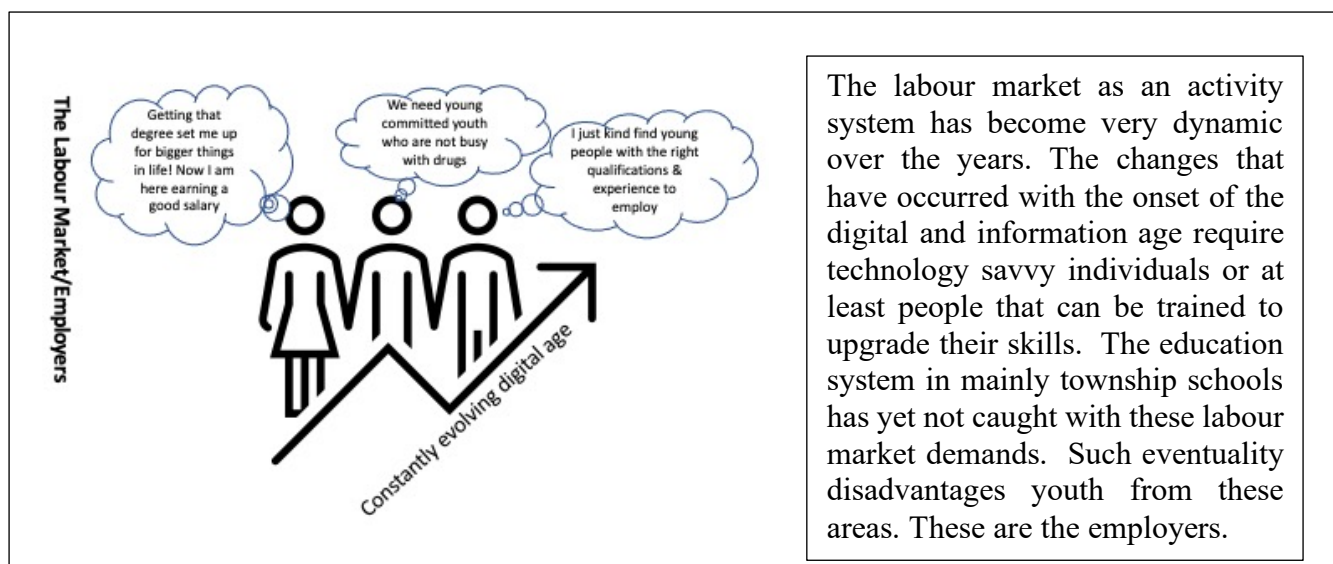 The Labour Market/Employers
Getting that
degree set me up
for bigger things
in life! Now I am
here earning a
good salary
We need young
committed youth
who are not busy
with drugs
I just kind find young
people with the right
qualifications &
experience to
employ
Constantly evolving digital age
The labour market as an activity
system has become very dynamic
over the years. The changes that
have occurred with the onset of the
digital and information age require
technology savvy individuals or at
least people that can be trained to
upgrade their skills. The education
system in mainly township schools
has yet not caught with these labour
market demands. Such eventuality
disadvantages youth from these
areas. These are the employers.